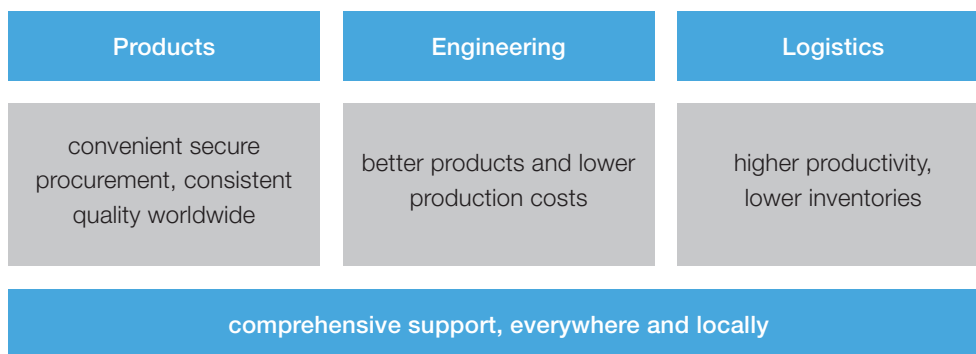 Products
Engineering
Logistics
convenient secure
procurement, consistent
quality worldwide
better products and lower
production costs
higher productivity,
lower inventories
comprehensive support, everywhere and locally